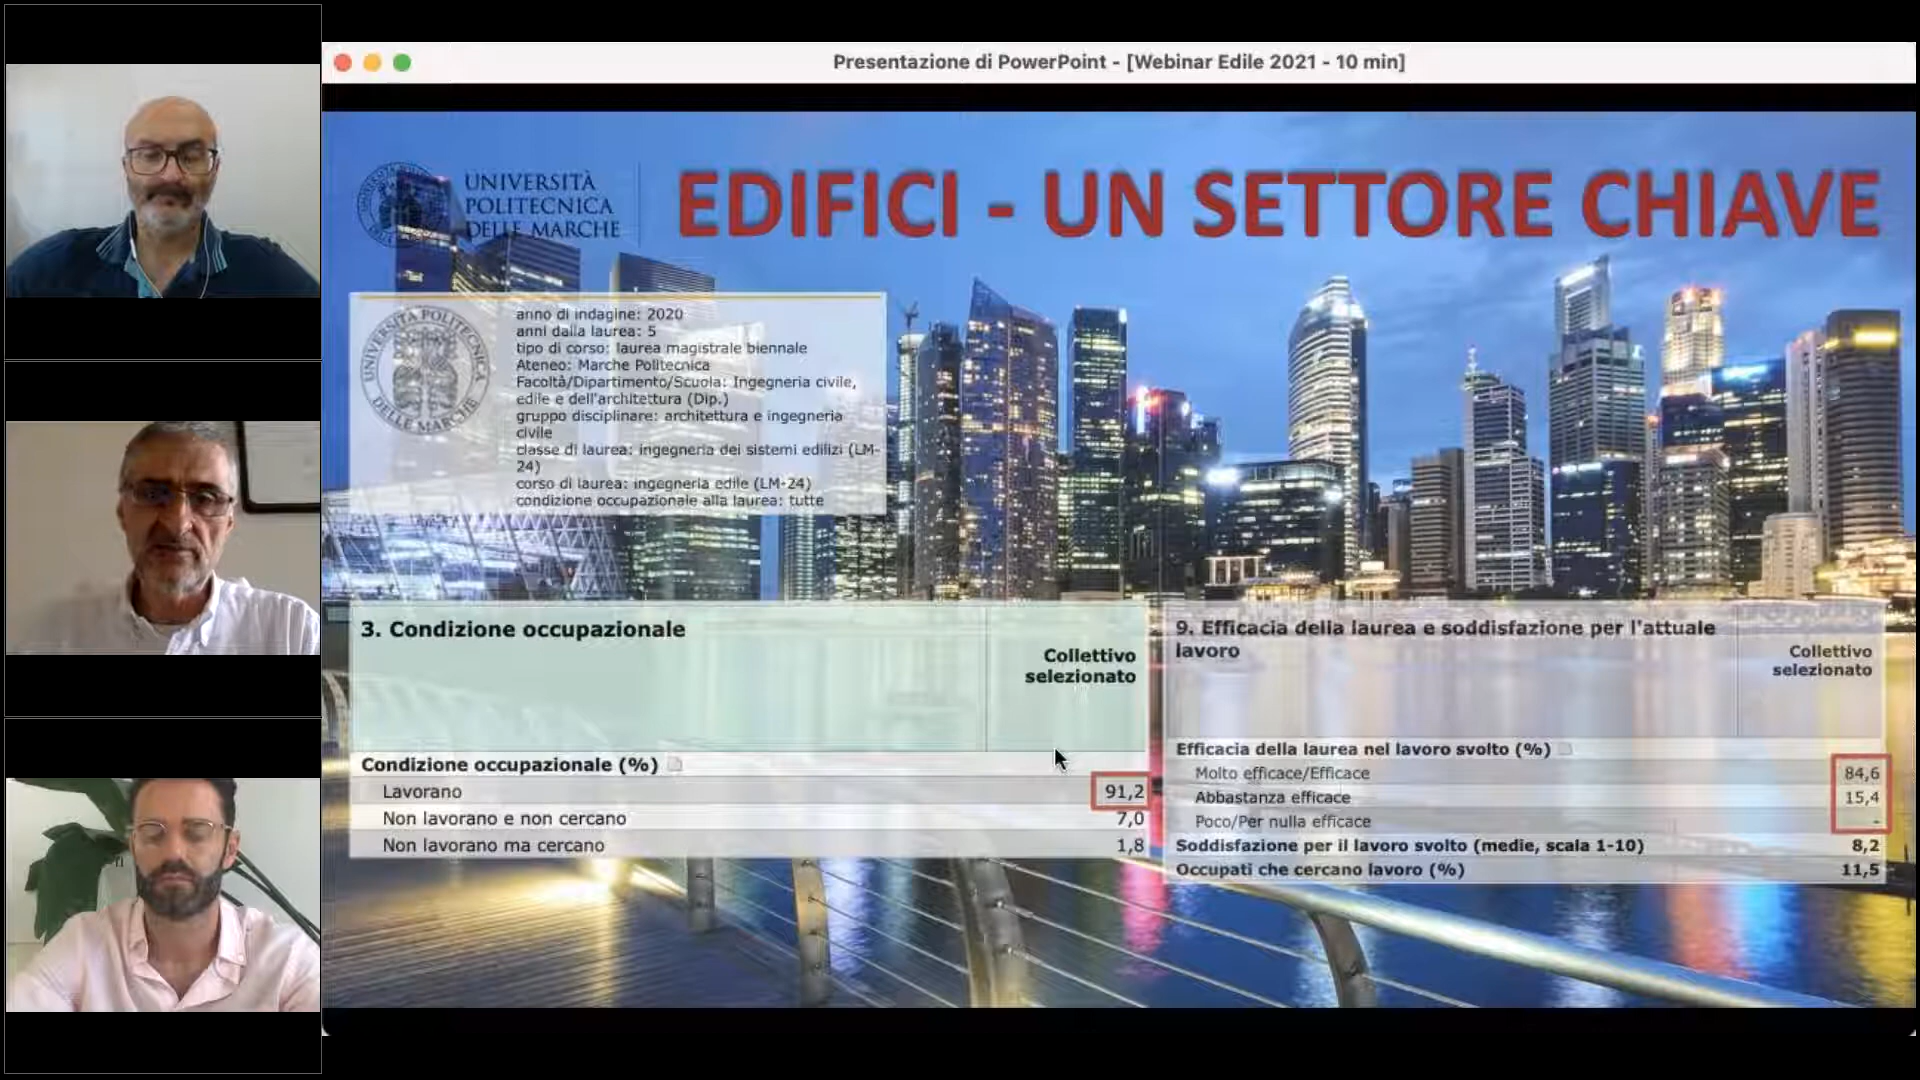 Presentazione di PowerPoint - [Webinar Edile 2021 - 10 min]
UNIVERSITÀ
POLITECNICA
DELLE MARCHE
EDIFICI - UN SETTORE CHIAVE
UNIVERSITÀ POLITECNICA
DELLE MARCHE
anno di indagine: 2020
anni dalla laurea: 5
tipo di corso: laurea magistrale biennale
Ateneo: Marche Politecnica
Facoltà/Dipartimento/Scuola: Ingegneria civile,
edile e dell'architettura (Dip.)
gruppo disciplinare: architettura e ingegneria
civile
classe di laurea: ingegneria dei sistemi edilizi (LM-
24)
corso di laurea: ingegneria edile (LM-24)
condizione occupazionale alla laurea: tutte
3. Condizione occupazionale
Collettivo
selezionato
Condizione occupazionale (%)
Lavorano 91,2
Non lavorano e non cercano 7,0
Non lavorano ma cercano 1,8
9. Efficacia della laurea e soddisfazione per l'attuale
lavoro
Collettivo
selezionato
Efficacia della laurea nel lavoro svolto (%)
Molto efficace/Efficace 84,6
Abbastanza efficace 15,4
Poco/Per nulla efficace -
Soddisfazione per il lavoro svolto (medie, scala 1-10) 8,2
Occupati che cercano lavoro (%) 11,5